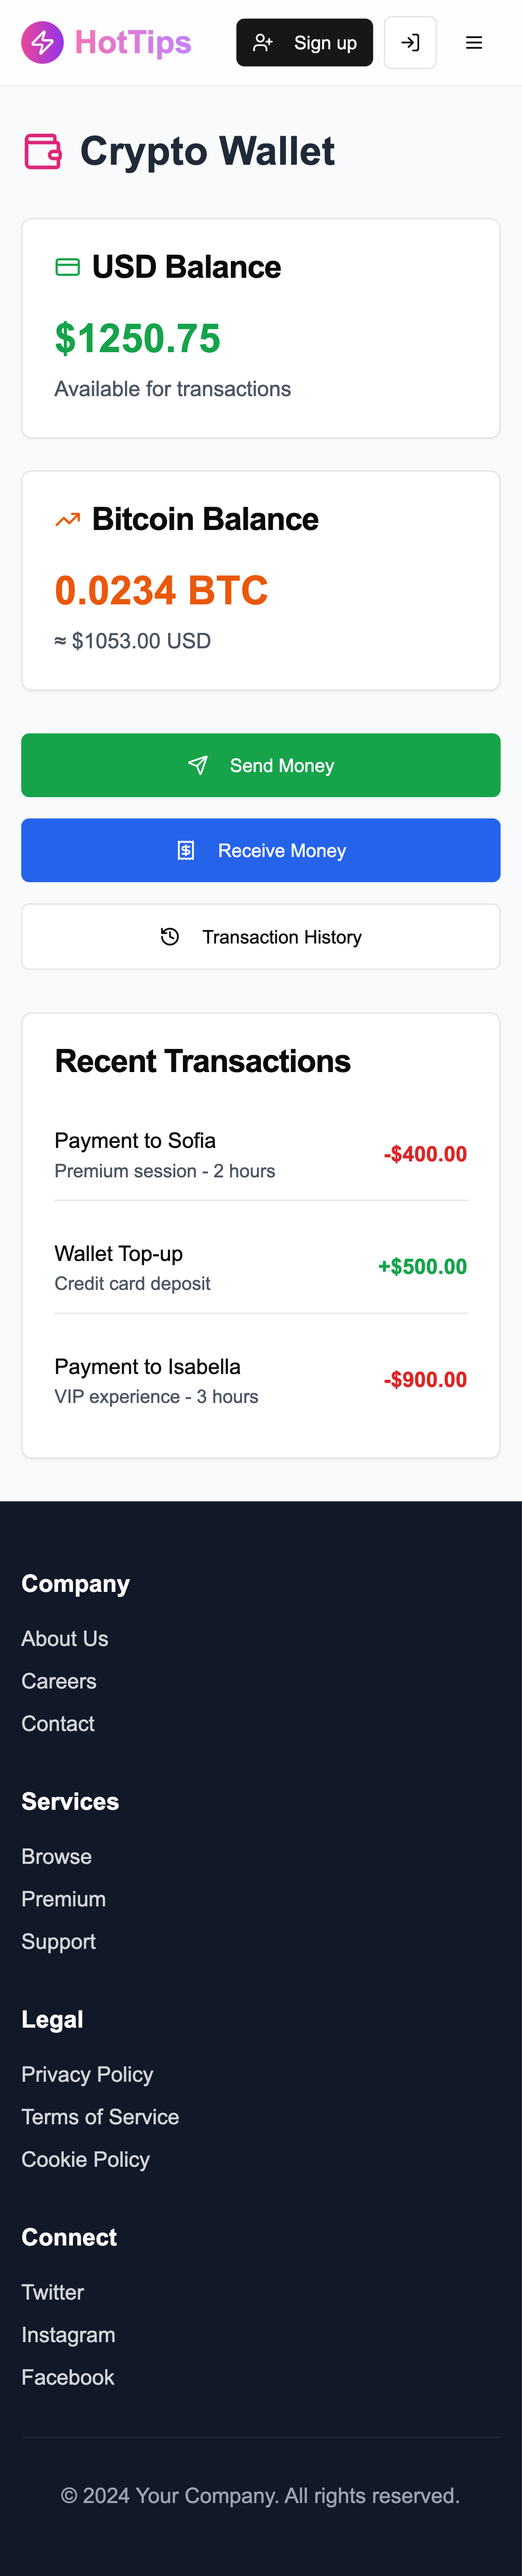 HotTips
Sign up
Crypto Wallet
USD Balance
$1250.75
Available for transactions
Bitcoin Balance
0.0234 BTC
≈ $1053.00 USD
Send Money
Receive Money
Transaction History
Recent Transactions
Payment to Sofia
Premium session - 2 hours
-$400.00
Wallet Top-up
Credit card deposit
+$500.00
Payment to Isabella
VIP experience - 3 hours
-$900.00
Company
About Us
Careers
Contact
Services
Browse
Premium
Support
Legal
Privacy Policy
Terms of Service
Cookie Policy
Connect
Twitter
Instagram
Facebook
© 2024 Your Company. All rights reserved.